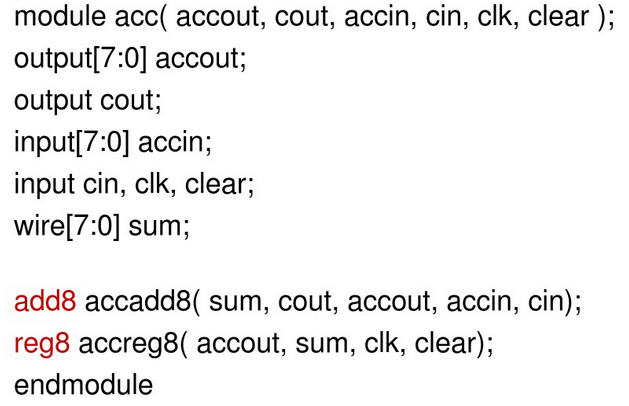 module acc( accout, cout, accin, cin, clk, clear );
output[7:0] accout;
output cout;
input[7:0] accin;
input cin, clk, clear;
wire[7:0] sum;
add8 accadd8( sum, cout, accout, accin, cin);
reg8 accreg8( accout, sum, clk, clear);
endmodule